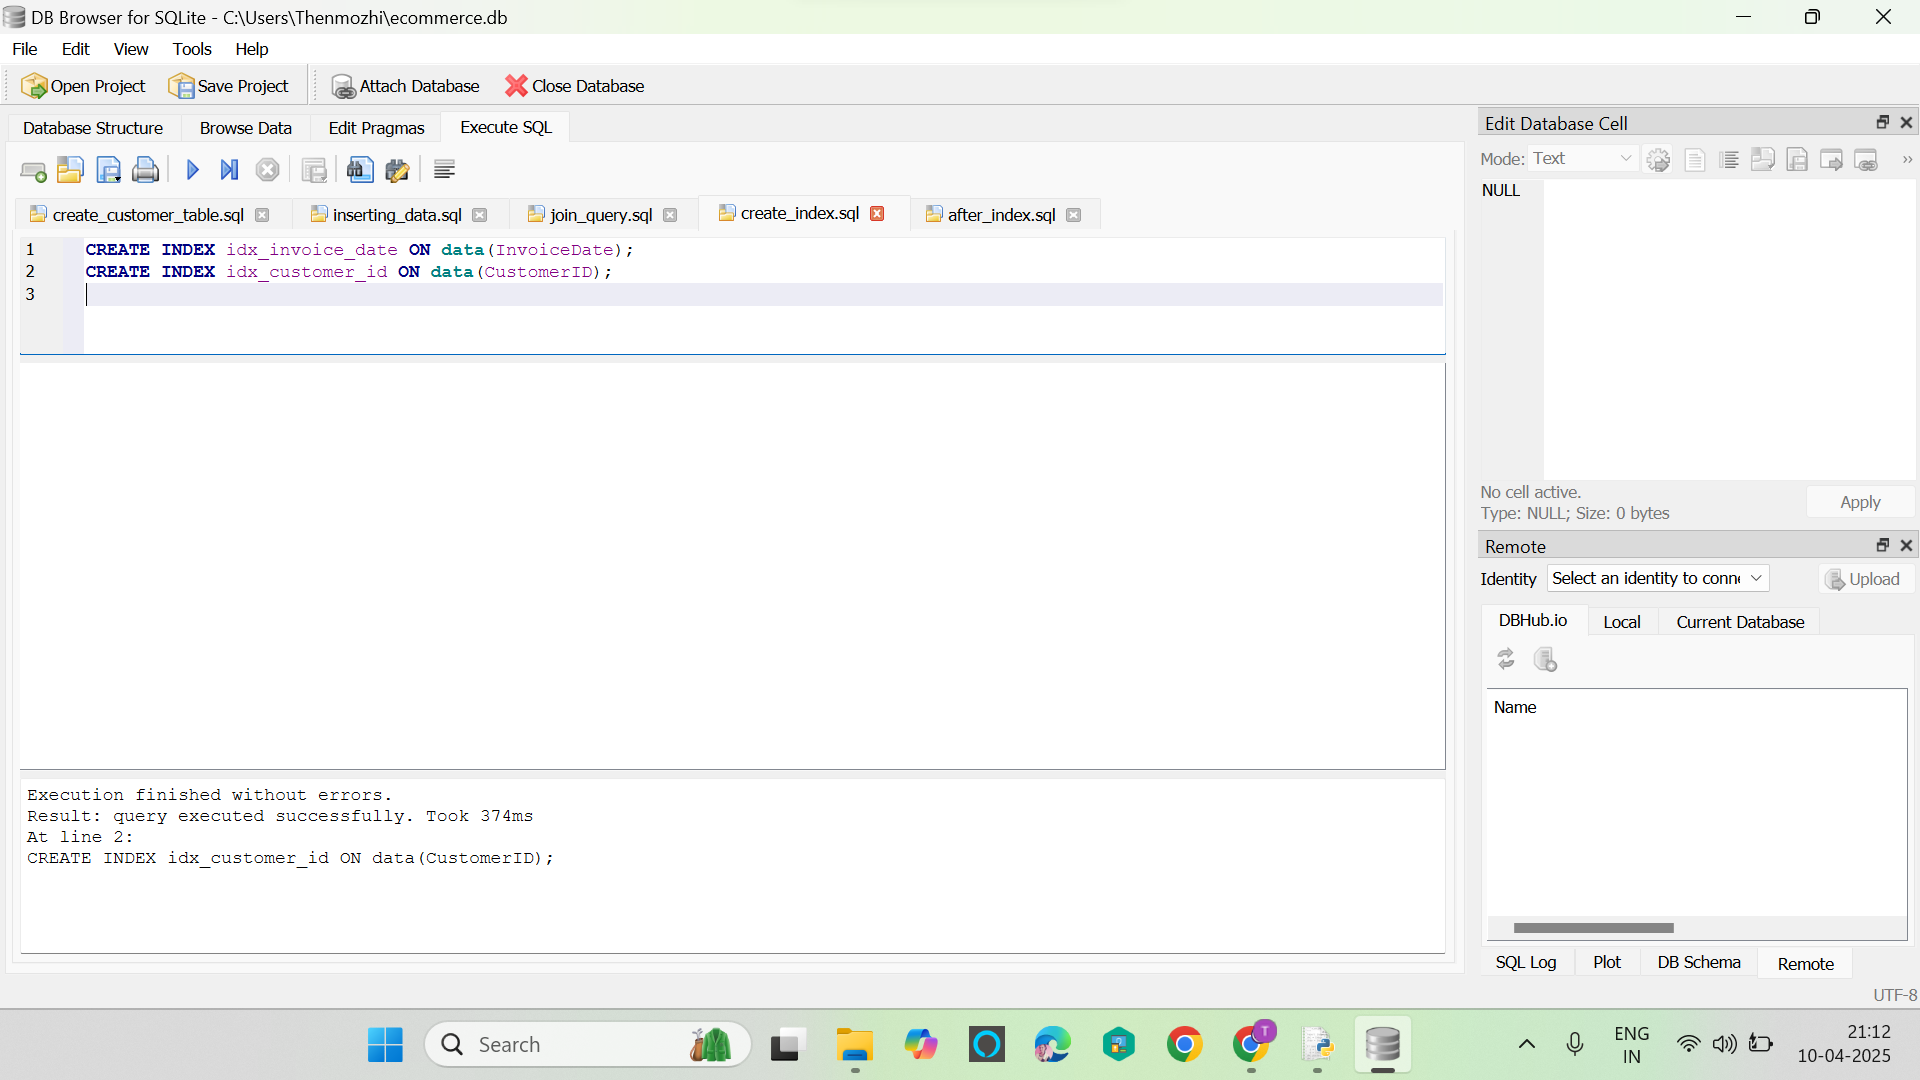 DB Browser for SQLite - C:\Users\Thenmozhi\ecommerce.db
File Edit View Tools Help
Open Project Save Project Attach Database Close Database
Database Structure Browse Data Edit Pragmas Execute SQL
create_customer_table.sql inserting_data.sql join_query.sql create_index.sql after_index.sql
1 CREATE INDEX idx_invoice_date ON data(InvoiceDate);
2 CREATE INDEX idx_customer_id ON data(CustomerID);
3
Execution finished without errors.
Result: query executed successfully. Took 374ms
At line 2:
CREATE INDEX idx_customer_id ON data(CustomerID);
Edit Database Cell
Mode: Text
NULL
No cell active.
Type: NULL; Size: 0 bytes
Apply
Remote
Identity Select an identity to conn Upload
DBHub.io Local Current Database
Name
SQL Log Plot DB Schema Remote
UTF-8
Search
T
ENG
IN
21:12
10-04-2025